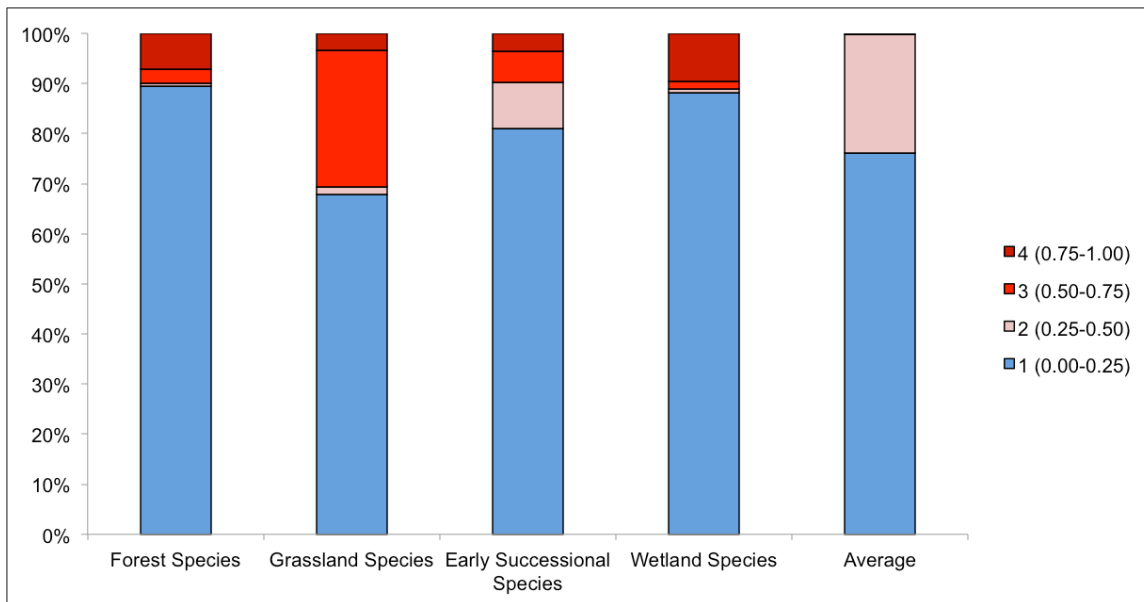 100%
90%
80%
70%
60%
50%
40%
30%
20%
10%
0%
Forest Species
Grassland Species
Early Successional
Species
Wetland Species
Average
4 (0.75-1.00)
3 (0.50-0.75)
2 (0.25-0.50)
1 (0.00-0.25)